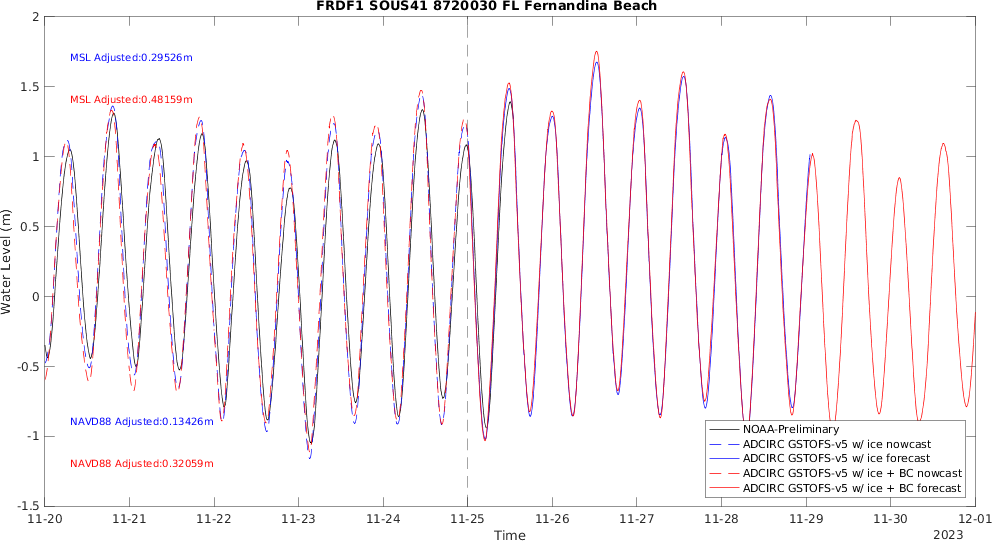 FRDF1 SOUS41 8720030 FL Fernandina Beach
2
1.5
1
0.5
0
-0.5
-1
-1.5
Water Level (m)
MSL Adjusted:0.29526m
MSL Adjusted:0.48159m
NAVD88 Adjusted:0.13426m
NAVD88 Adjusted:0.32059m
NOAA-Preliminary
ADCIRC GSTOFS-v5 w/ ice nowcast
ADCIRC GSTOFS-v5 w/ ice forecast
ADCIRC GSTOFS-v5 w/ ice + BC nowcast
ADCIRC GSTOFS-v5 w/ ice + BC forecast
11-20 11-21 11-22 11-23 11-24 11-25 11-26 11-27 11-28 11-29 11-30 12-01
Time
2023